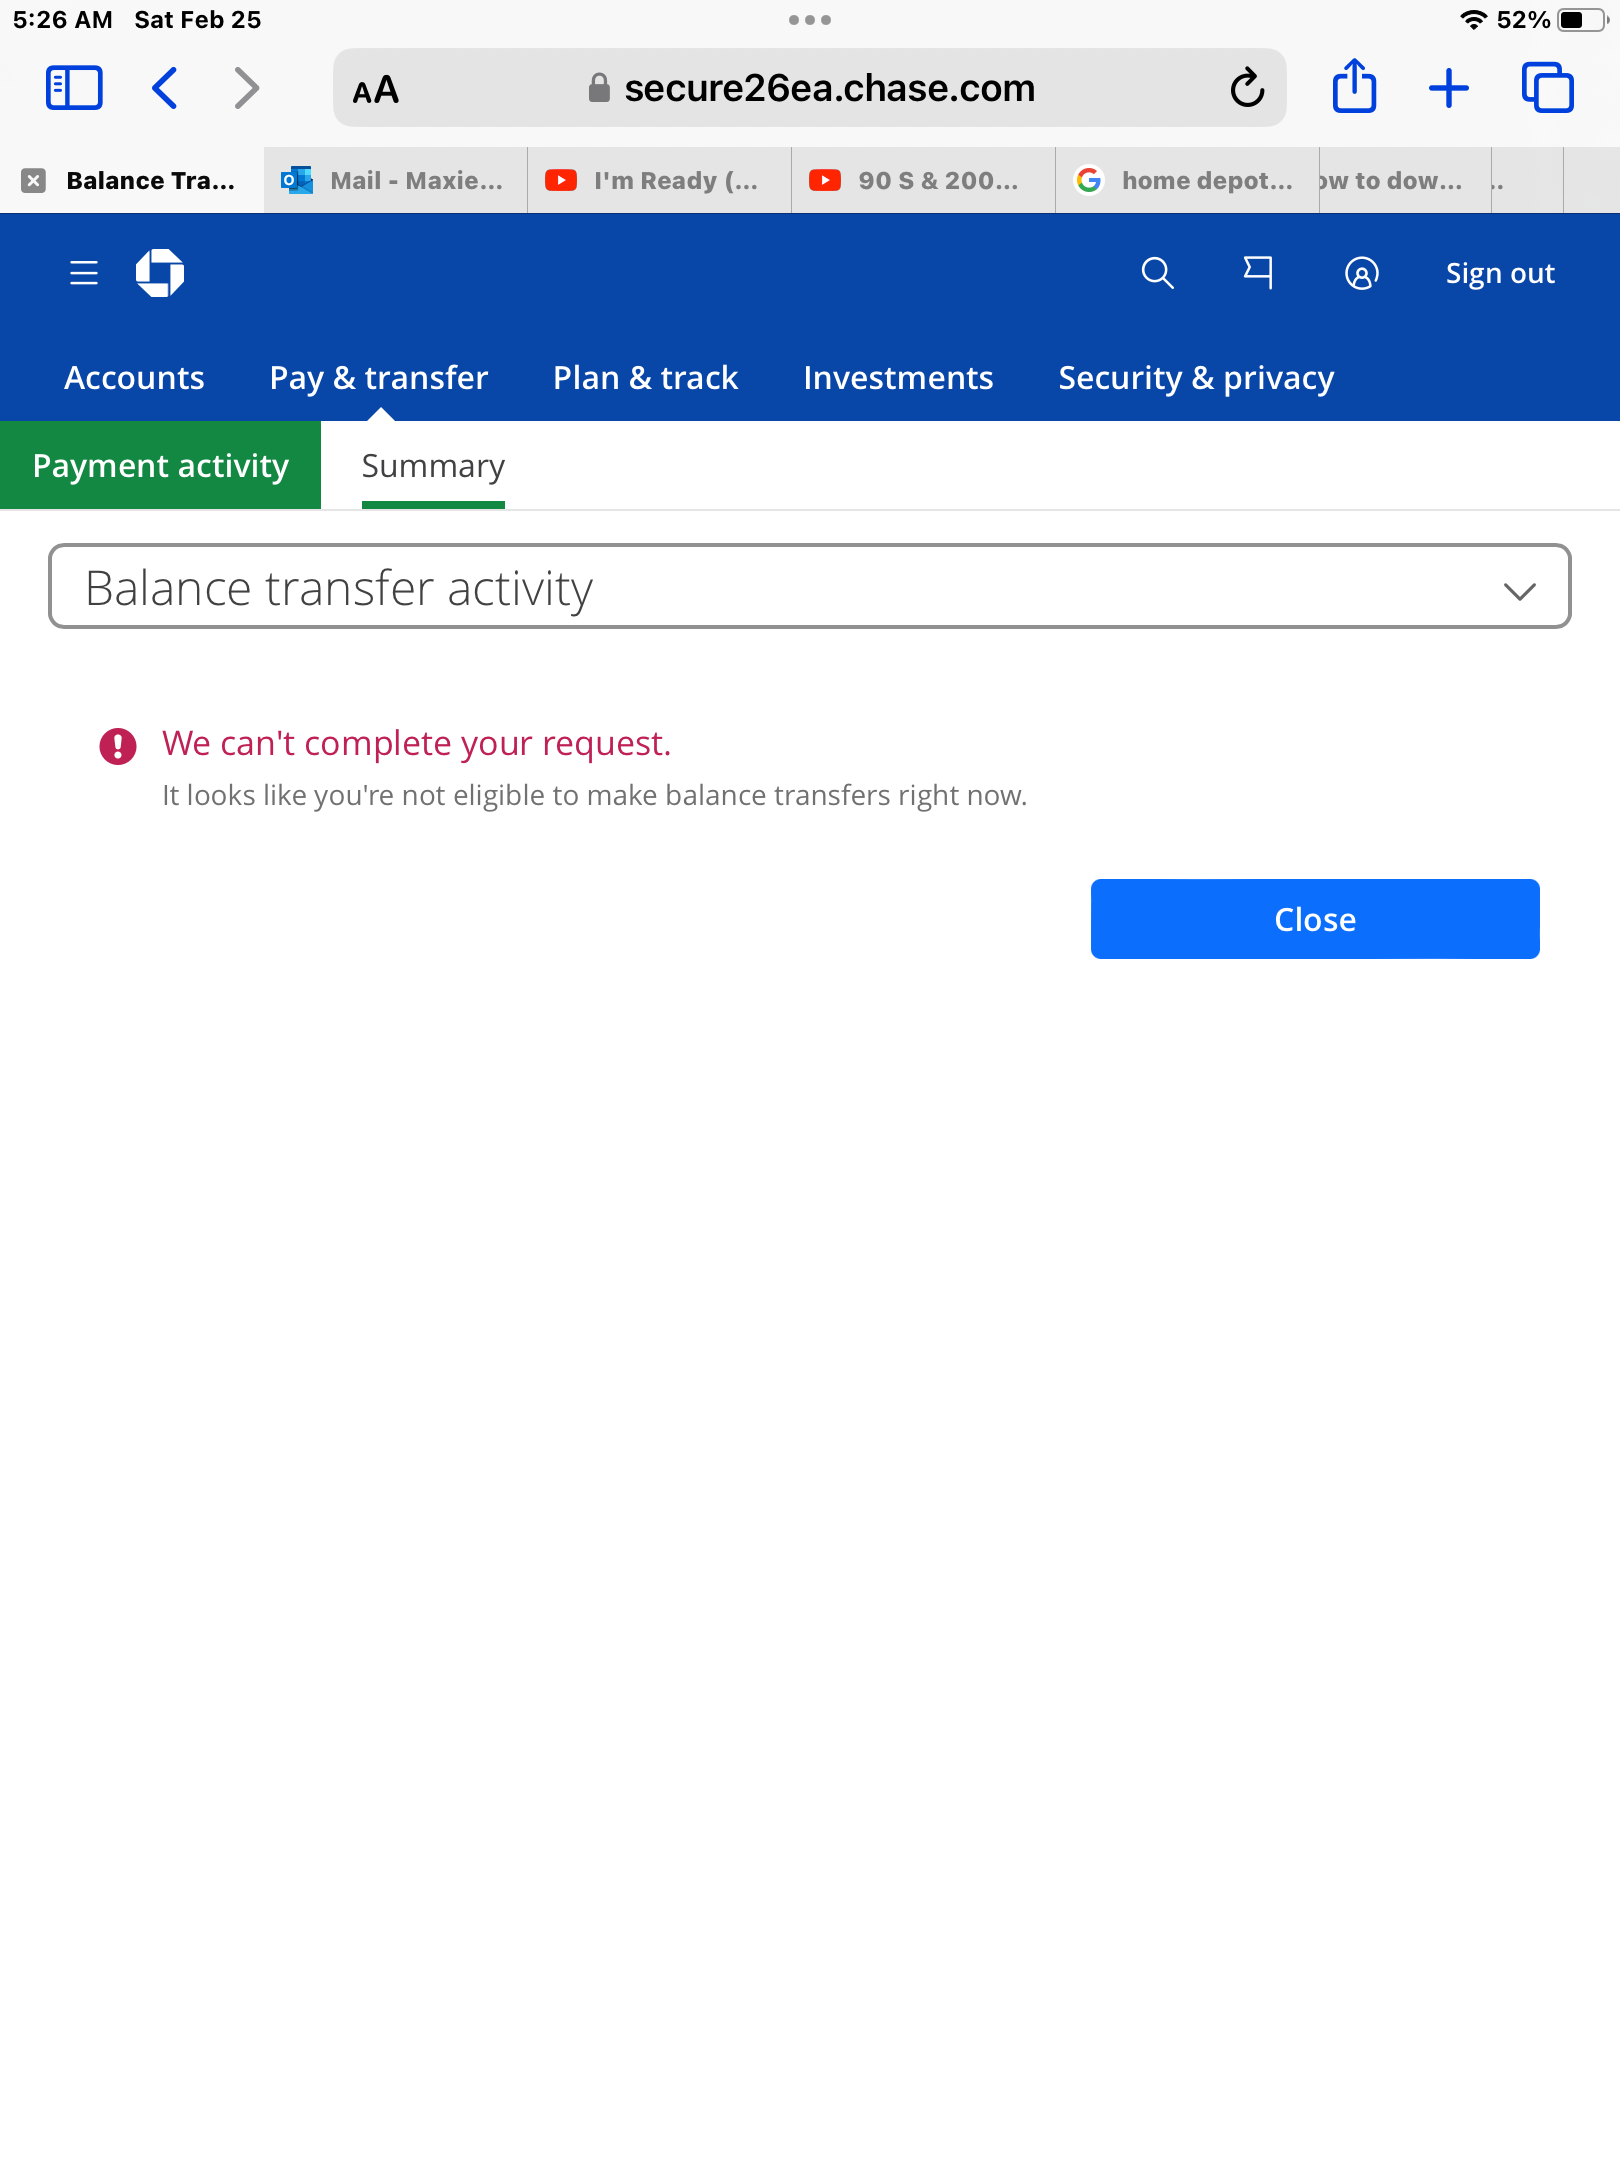 5:26 AM Sat Feb 25 52%
AA secure26ea.chase.com
Balance Tra... Mail - Maxie... I'm Ready (... 90 S & 200... home depot... ow to dow... ..
Sign out
Accounts Pay & transfer Plan & track Investments Security & privacy
Payment activity Summary
Balance transfer activity
We can't complete your request.
It looks like you're not eligible to make balance transfers right now.
Close